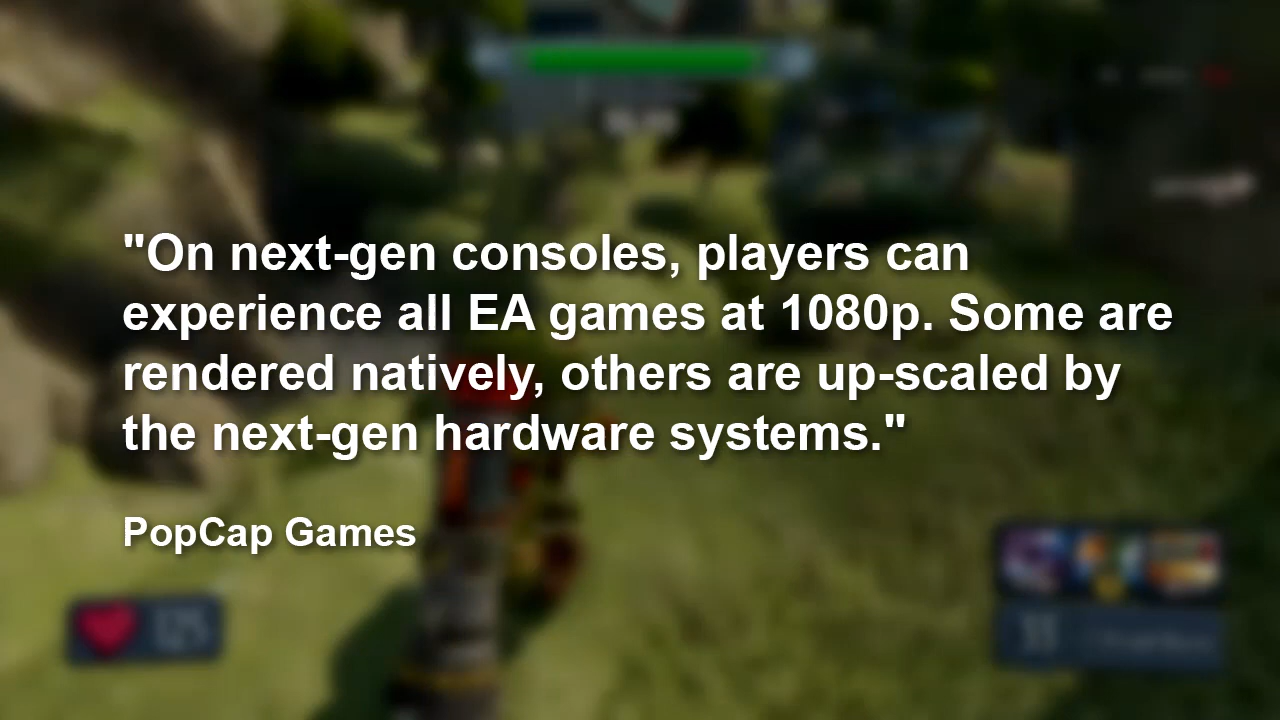 "On next-gen consoles, players can
experience all EA games at 1080p. Some are
rendered natively, others are up-scaled by
the next-gen hardware systems."
PopCap Games